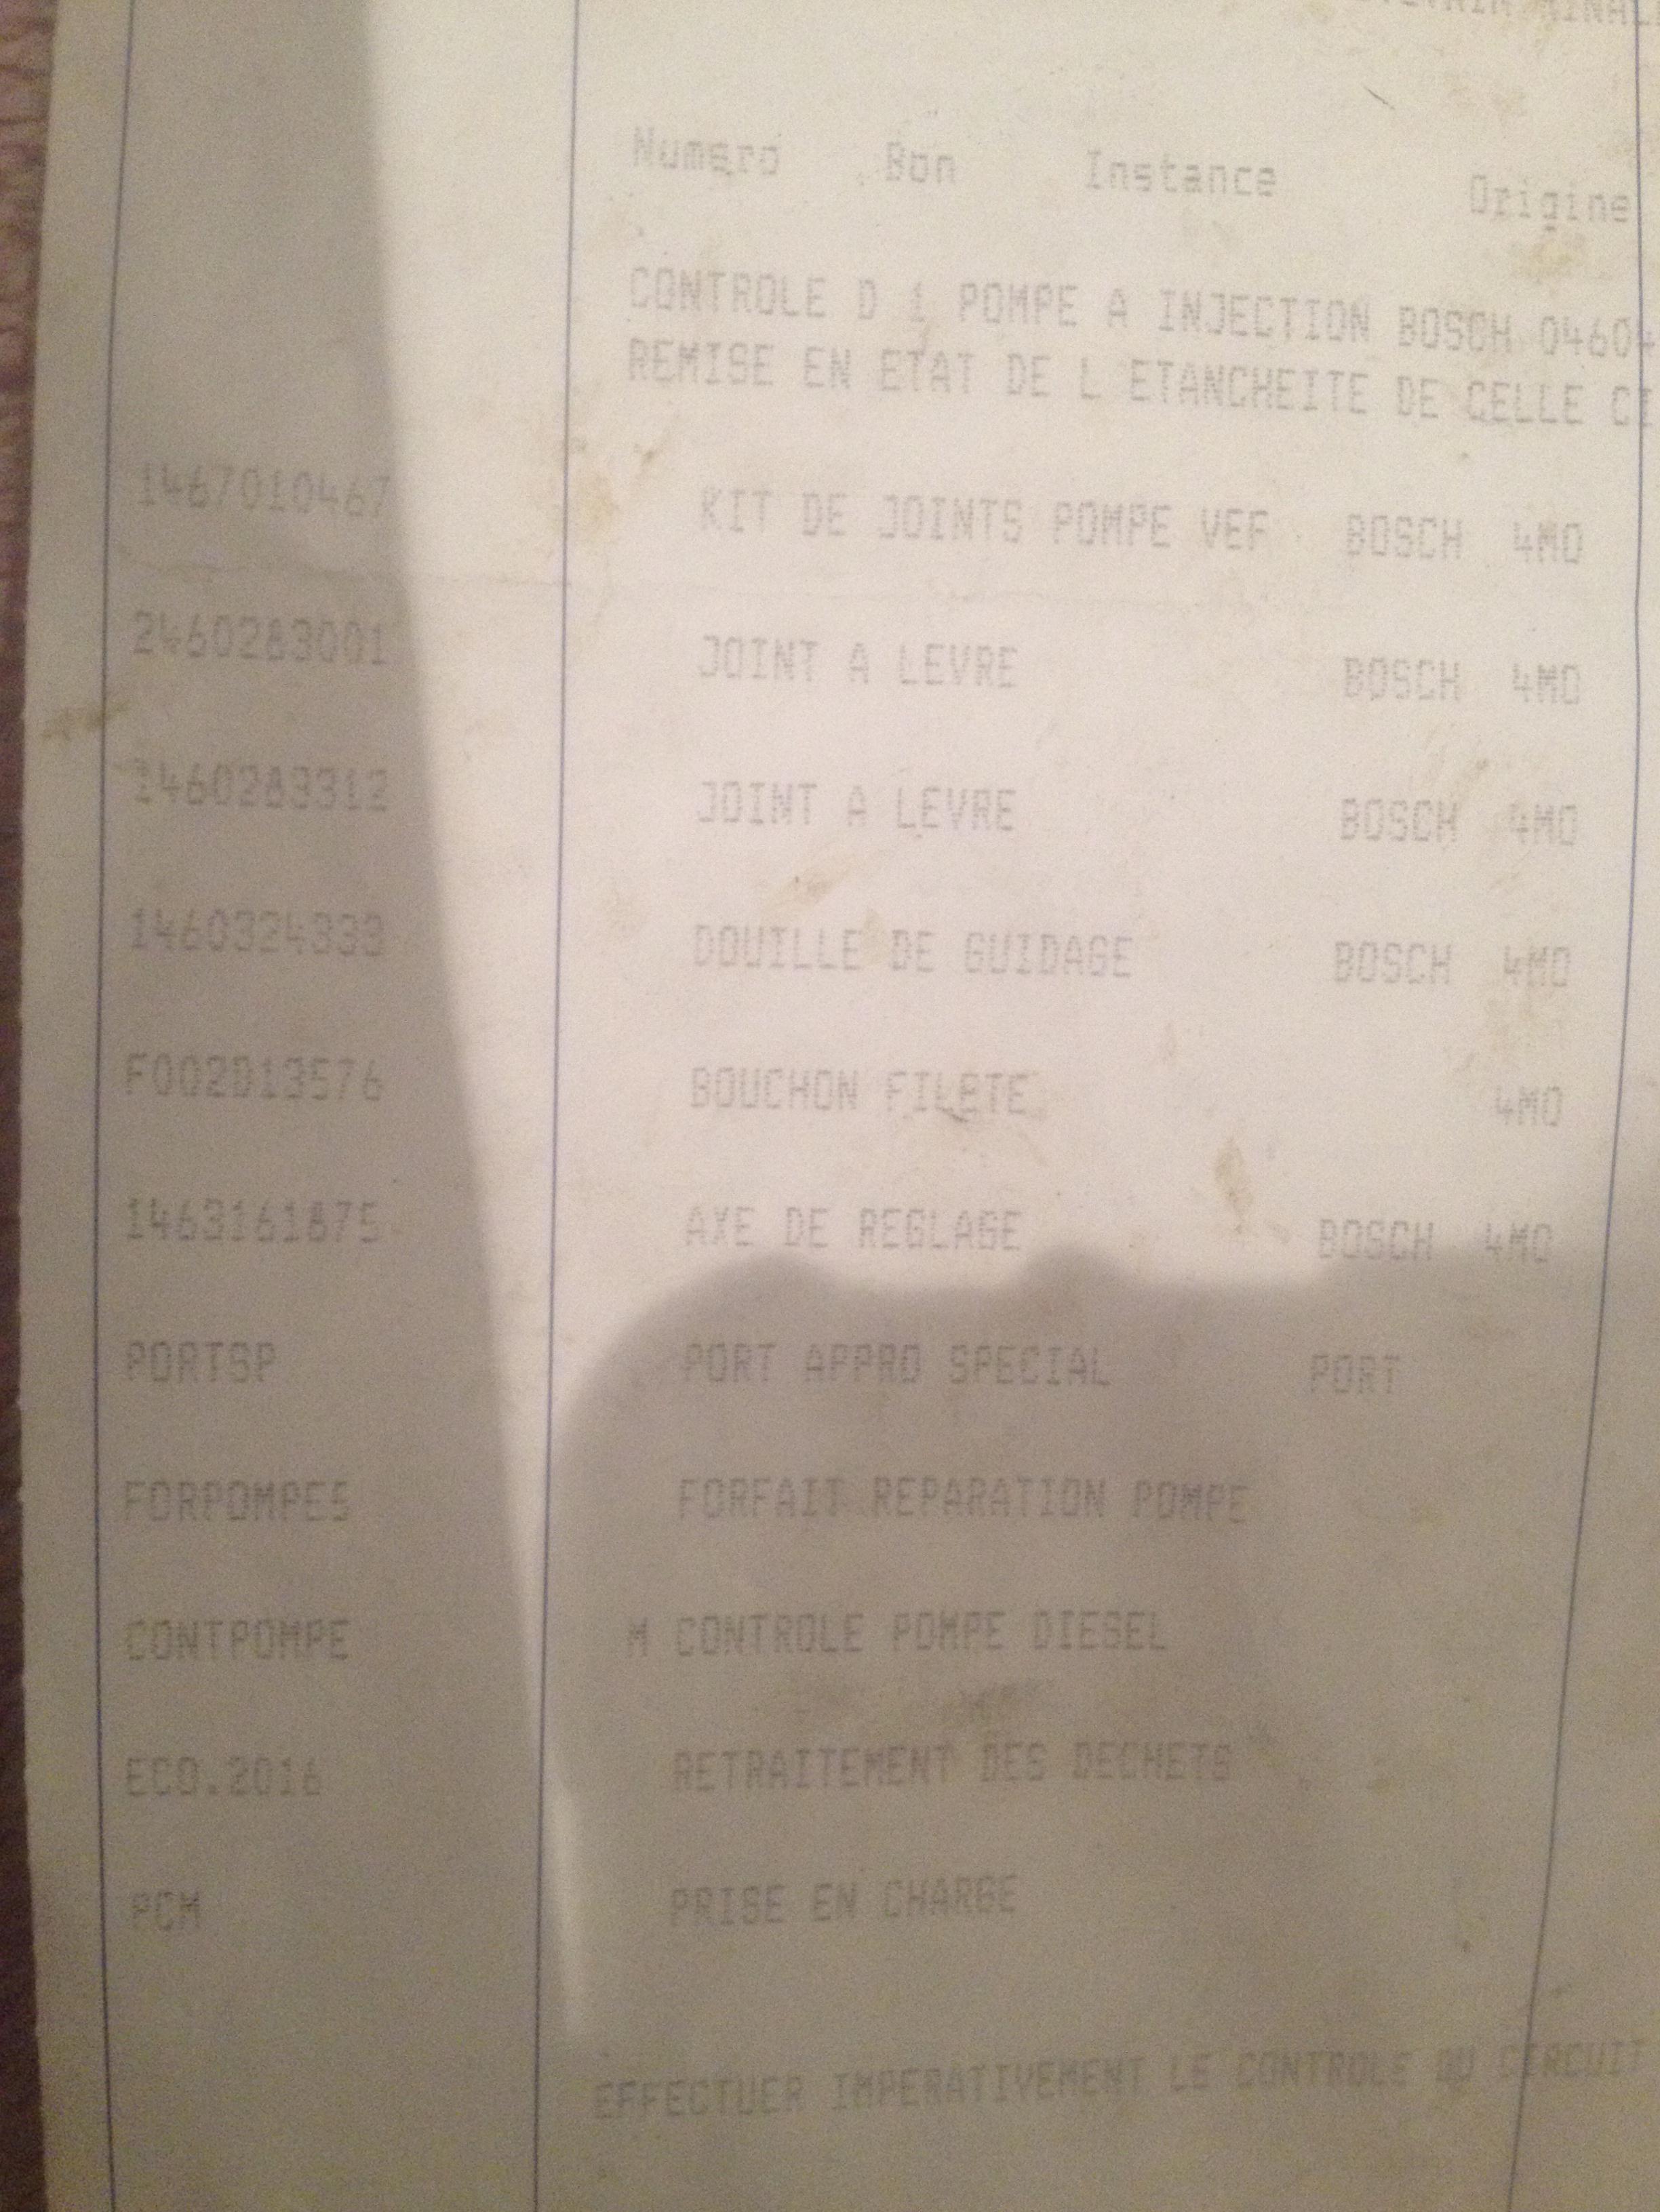 Numero Bon Instance Origine
CONTROLE D 1 POMPE A INJECTION BOSCH 0460
REMISE EN ETAT DE L ETANCHEITE DE CELLE CI
1467010467 KIT DE JOINTS POMPE VEF BOSCH 4MO
2460283001 JOINT A LEVRE BOSCH 4MO
1460283312 JOINT A LEVRE BOSCH 4MO
1460324333 DOUILLE DE GUIDAGE BOSCH 4MO
F002D13576 BOUCHON FILETE 4MO
1463161875 AXE DE REGLAGE BOSCH 4MO
PORTSP PORT APPRO SPECIAL PORT
FORPOMPES FORFAIT REPARATION POMPE
CONTPOMPE M CONTROLE POMPE DIESEL
ECO.2016 RETRAITEMENT DES DECHETS
PCM PRISE EN CHARGE
EFFECTUER IMPERATIVEMENT LE CONTROLE DU CIRCUIT